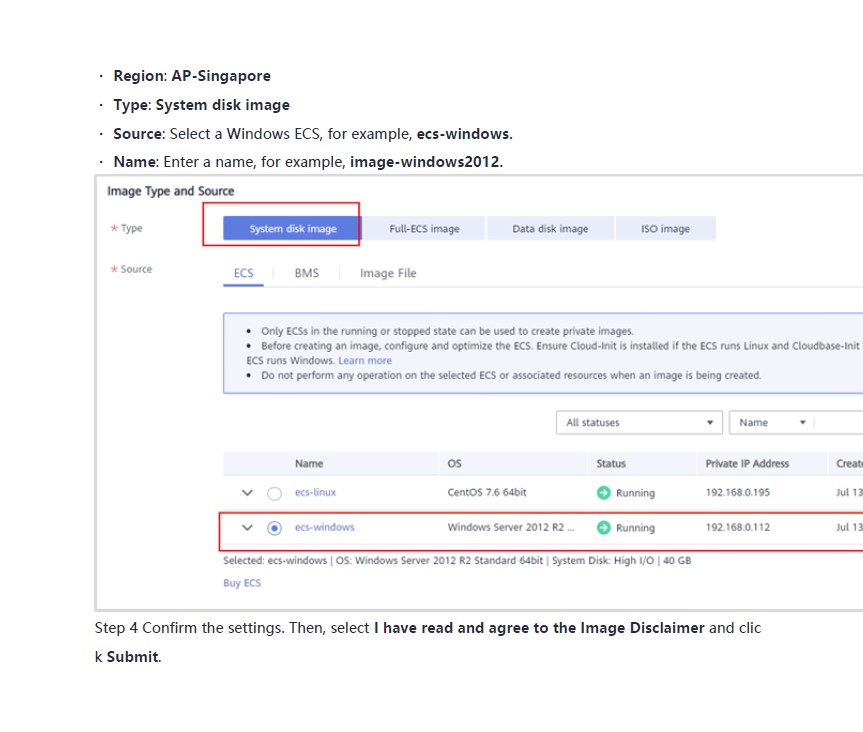 · Region: AP-Singapore
· Type: System disk image
· Source: Select a Windows ECS, for example, ecs-windows.
· Name: Enter a name, for example, image-windows2012.
Image Type and Source
* Type System disk image Full-ECS image Data disk image ISO image
* Source ECS BMS Image File
• Only ECSs in the running or stopped state can be used to create private images.
• Before creating an image, configure and optimize the ECS. Ensure Cloud-Init is installed if the ECS runs Linux and Cloudbase-Init
ECS runs Windows. Learn more
• Do not perform any operation on the selected ECS or associated resources when an image is being created.
All statuses Name
Name OS Status Private IP Address Create
ecs-linux CentOS 7.6 64bit Running 192.168.0.195 Jul 13
ecs-windows Windows Server 2012 R2 ... Running 192.168.0.112 Jul 13
Selected: ecs-windows | OS: Windows Server 2012 R2 Standard 64bit | System Disk: High I/O | 40 GB
Buy ECS
Step 4 Confirm the settings. Then, select I have read and agree to the Image Disclaimer and clic
k Submit.